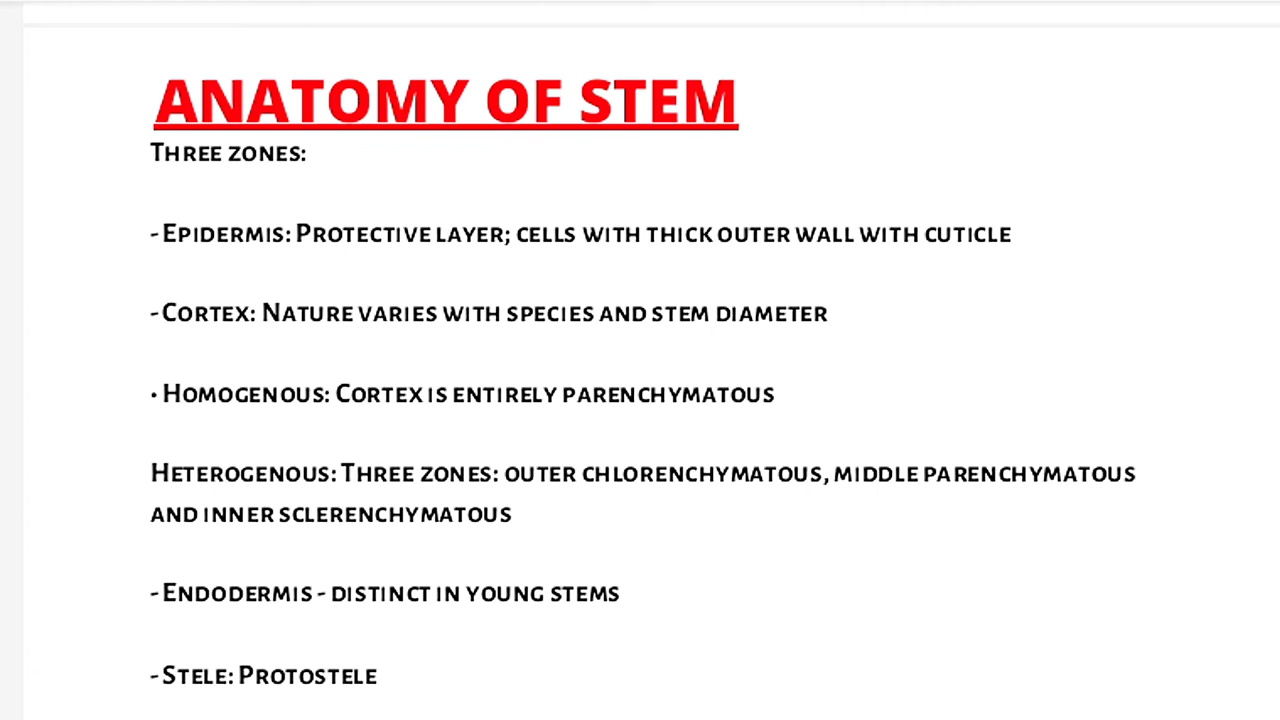 ANATOMY OF STEM
THREE ZONES:
- EPIDERMIS: PROTECTIVE LAYER; CELLS WITH THICK OUTER WALL WITH CUTICLE
- CORTEX: NATURE VARIES WITH SPECIES AND STEM DIAMETER
• HOMOGENOUS: CORTEX IS ENTIRELY PARENCHYMATOUS
HETEROGENOUS: THREE ZONES: OUTER CHLORENCHYMATOUS, MIDDLE PARENCHYMATOUS
AND INNER SCLERENCHYMATOUS
- ENDODERMIS - DISTINCT IN YOUNG STEMS
- STELE: PROTOSTELE